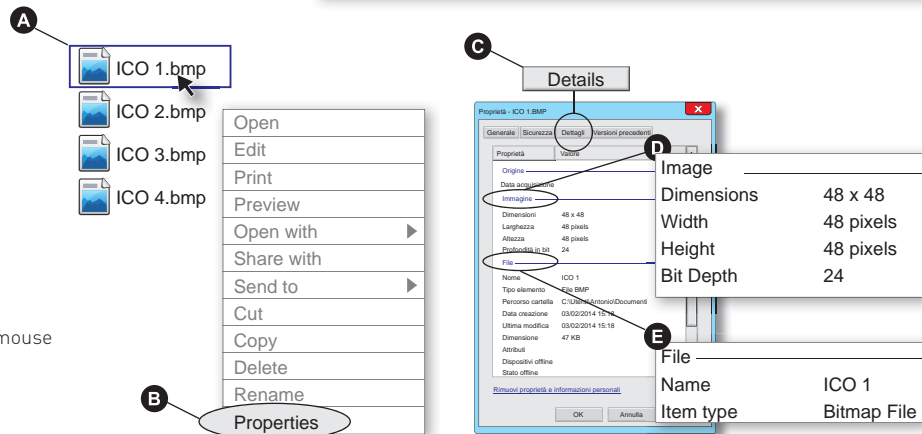 A
ICO 1.bmp
ICO 2.bmp
ICO 3.bmp
ICO 4.bmp
Open
Edit
Print
Preview
Open with
Share with
Send to
Cut
Copy
Delete
Rename
B
Properties
mouse
C
Details
Proprietà - ICO 1.BMP
X
Generale Sicurezza Dettagli Versioni precedenti
Proprietà Valore
Origine
Data acquisizione
Immagine
Dimensioni 48 x 48
Larghezza 48 pixels
Altezza 48 pixels
Profondità in bit 24
File
Nome ICO 1
Tipo elemento File BMP
Percorso cartella C:\Utenti\Antonio\Documenti
Data creazione 03/02/2014 15:18
Ultima modifica 03/02/2014 15:18
Dimensione 47 KB
Attributi
Dispositivi offline
Stato offline
Rimuovi proprietà e informazioni personali
OK Annulla
D
Image
Dimensions 48 x 48
Width 48 pixels
Height 48 pixels
Bit Depth 24
E
File
Name ICO 1
Item type Bitmap File